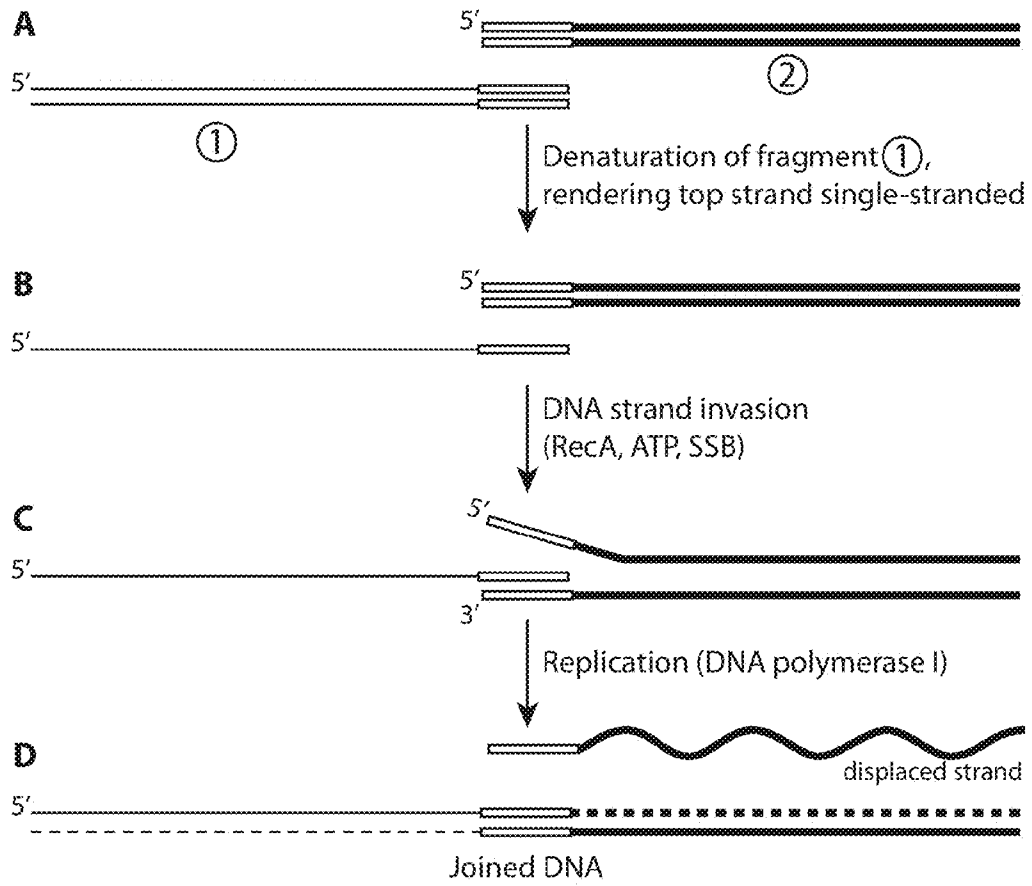 A
5′
②
5′
①
Denaturation of fragment ①,
rendering top strand single-stranded
B
5′
5′
DNA strand invasion
(RecA, ATP, SSB)
C
5′
5′
3′
Replication (DNA polymerase I)
D
displaced strand
5′
Joined DNA